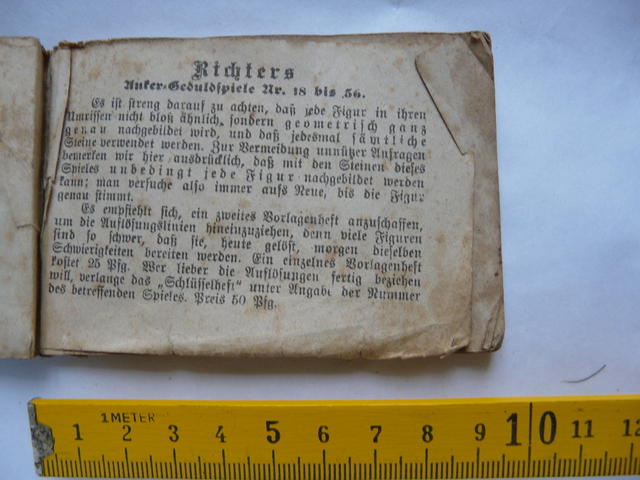 Richters
Anker-Geduldspiele Nr. 18 bis 56.
Es ist streng darauf zu achten, daß jede Figur in ihren
Umrissen nicht bloß ähnlich, sondern geometrisch ganz
genau nachgebildet wird, und daß jedesmal sämtliche
Steine verwendet werden. Zur Vermeidung unnützer Anfragen
bemerken wir hier ausdrücklich, daß mit den Steinen dieses
Spieles unbedingt jede Figur nachgebildet werden
kann; man versuche also immer aufs Neue, bis die Figur
genau stimmt.
Es empfiehlt sich, ein zweites Vorlagenheft anzuschaffen,
um die Auflösungslinien hineinzuziehen, denn viele Figuren
sind so schwer, daß sie, heute gelöst, morgen dieselben
Schwierigkeiten bereiten werden. Ein einzelnes Vorlagenheft
kostet 25 Pfg. Wer lieber die Auflösungen fertig beziehen
will, verlange das „Schlüsselheft" unter Angabe der Nummer
des betreffenden Spieles. Preis 50 Pfg.
1 METER
1 2 3 4 5 6 7 8 9 10 11 12